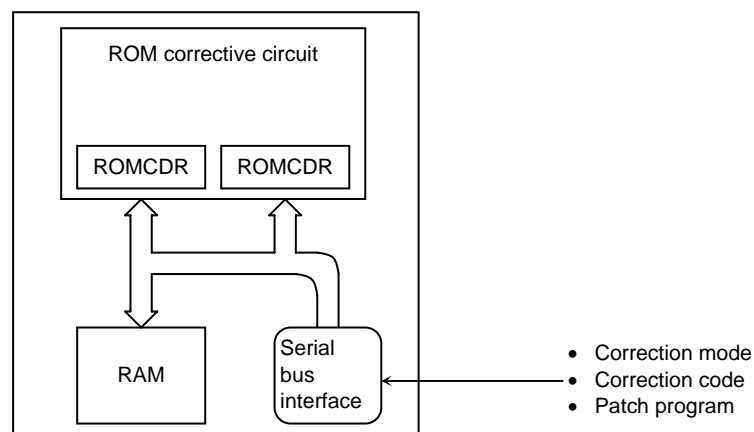 ROM corrective circuit
ROMCDR
ROMCDR
RAM
Serial
bus
interface
• Correction mode
• Correction code
• Patch program